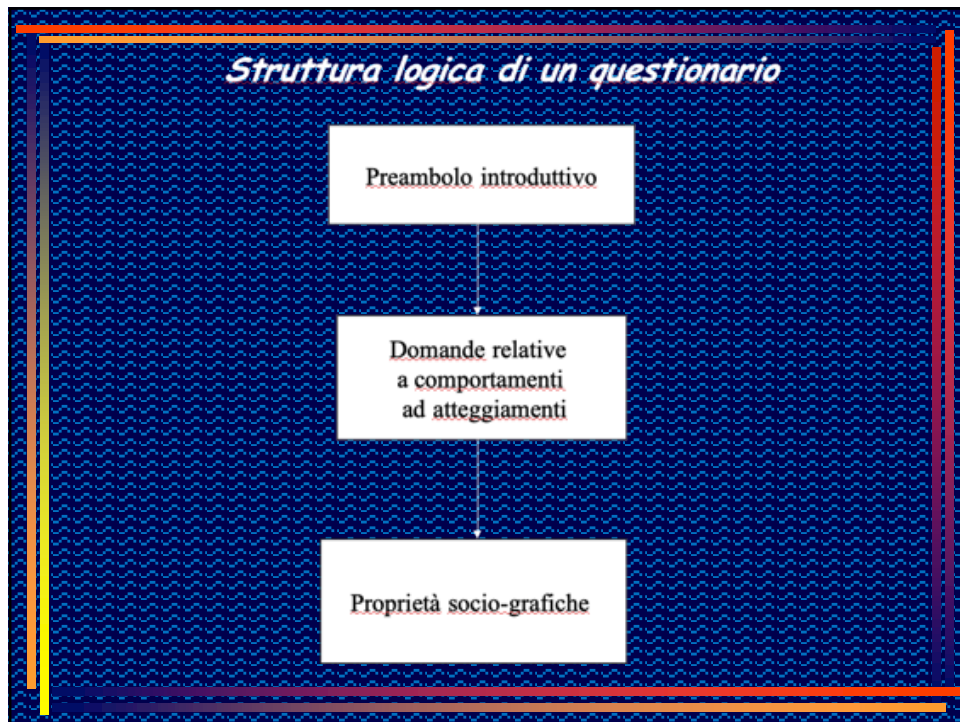 Struttura logica di un questionario
Preambolo introduttivo
Domande relative
a comportamenti
ad atteggiamenti
Proprietà socio-grafiche